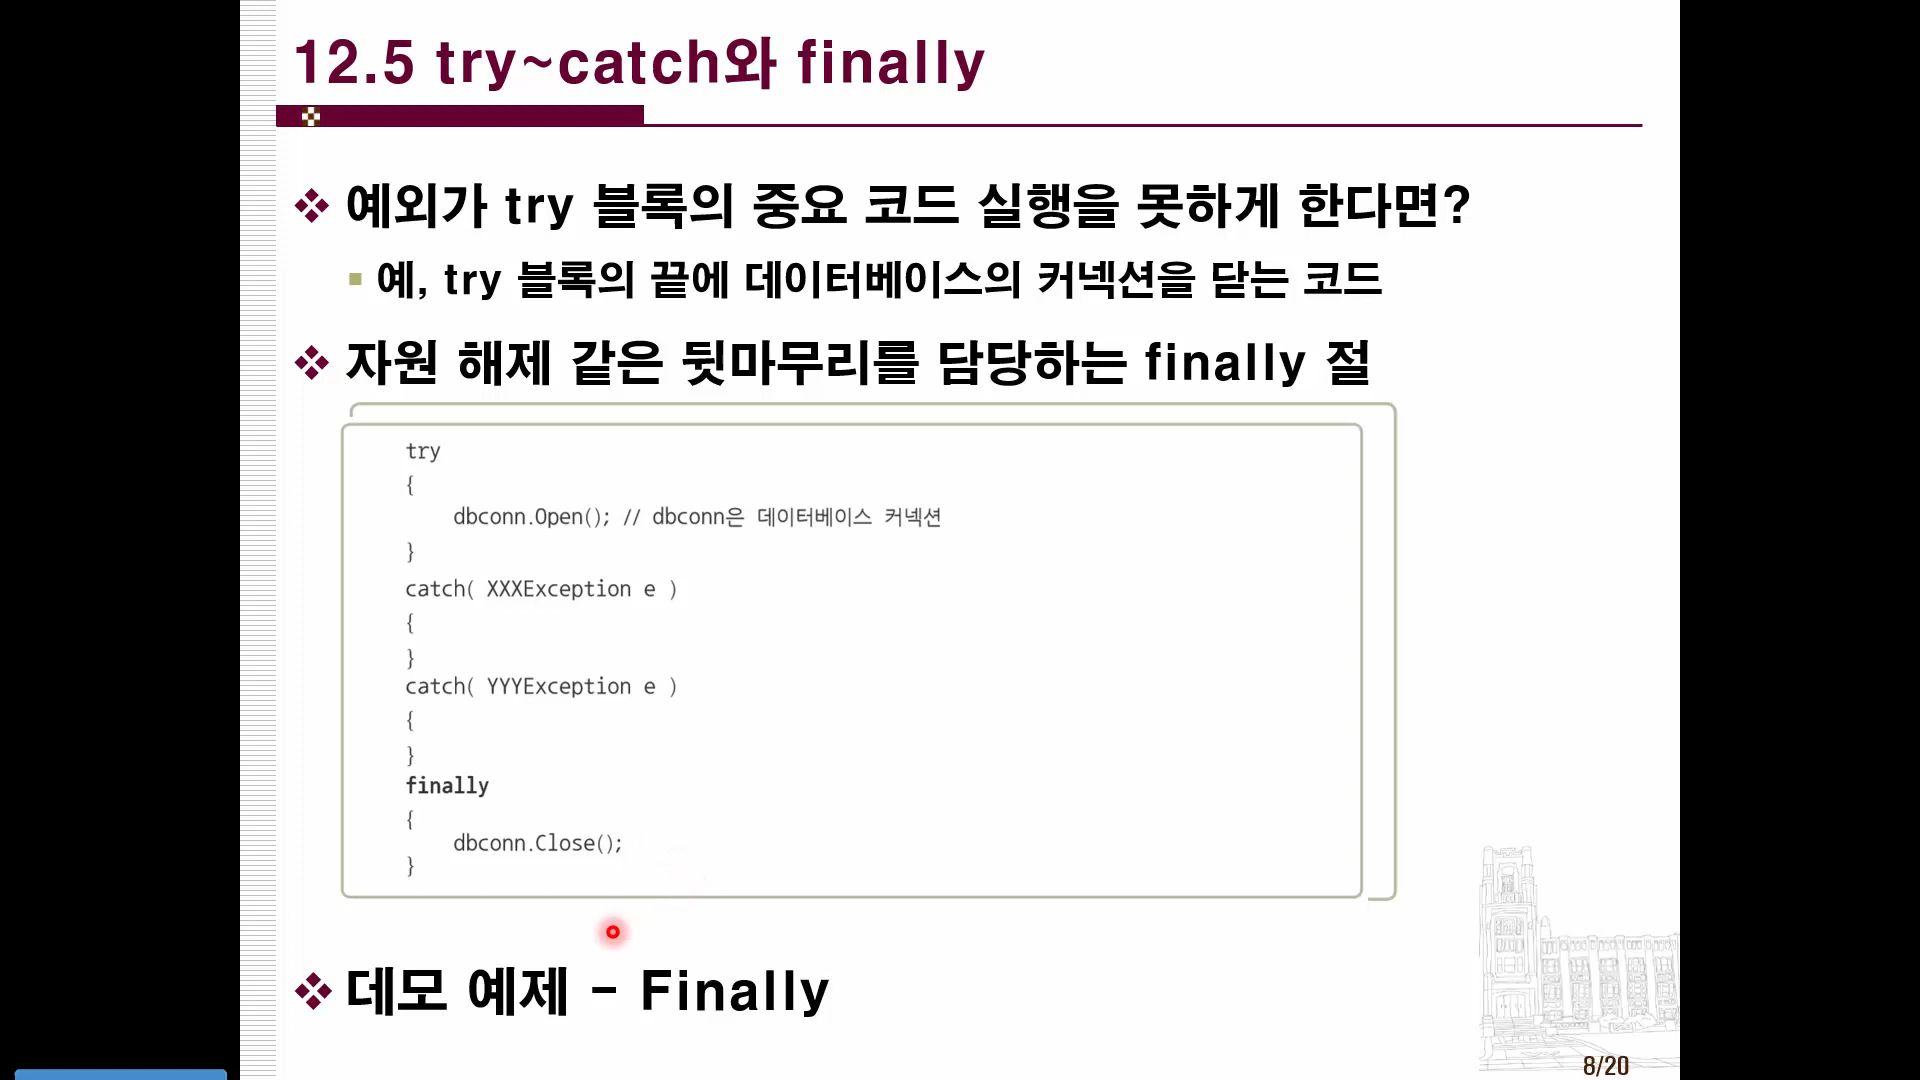 12.5 try~catch와 finally
예외가 try 블록의 중요 코드 실행을 못하게 한다면?
예, try 블록의 끝에 데이터베이스의 커넥션을 닫는 코드
자원 해제 같은 뒷마무리를 담당하는 finally 절
try
{
dbconn.Open(); // dbconn은 데이터베이스 커넥션
}
catch( XXXException e )
{
}
catch( YYYException e )
{
}
finally
{
dbconn.Close();
}
데모 예제 - Finally
8/20